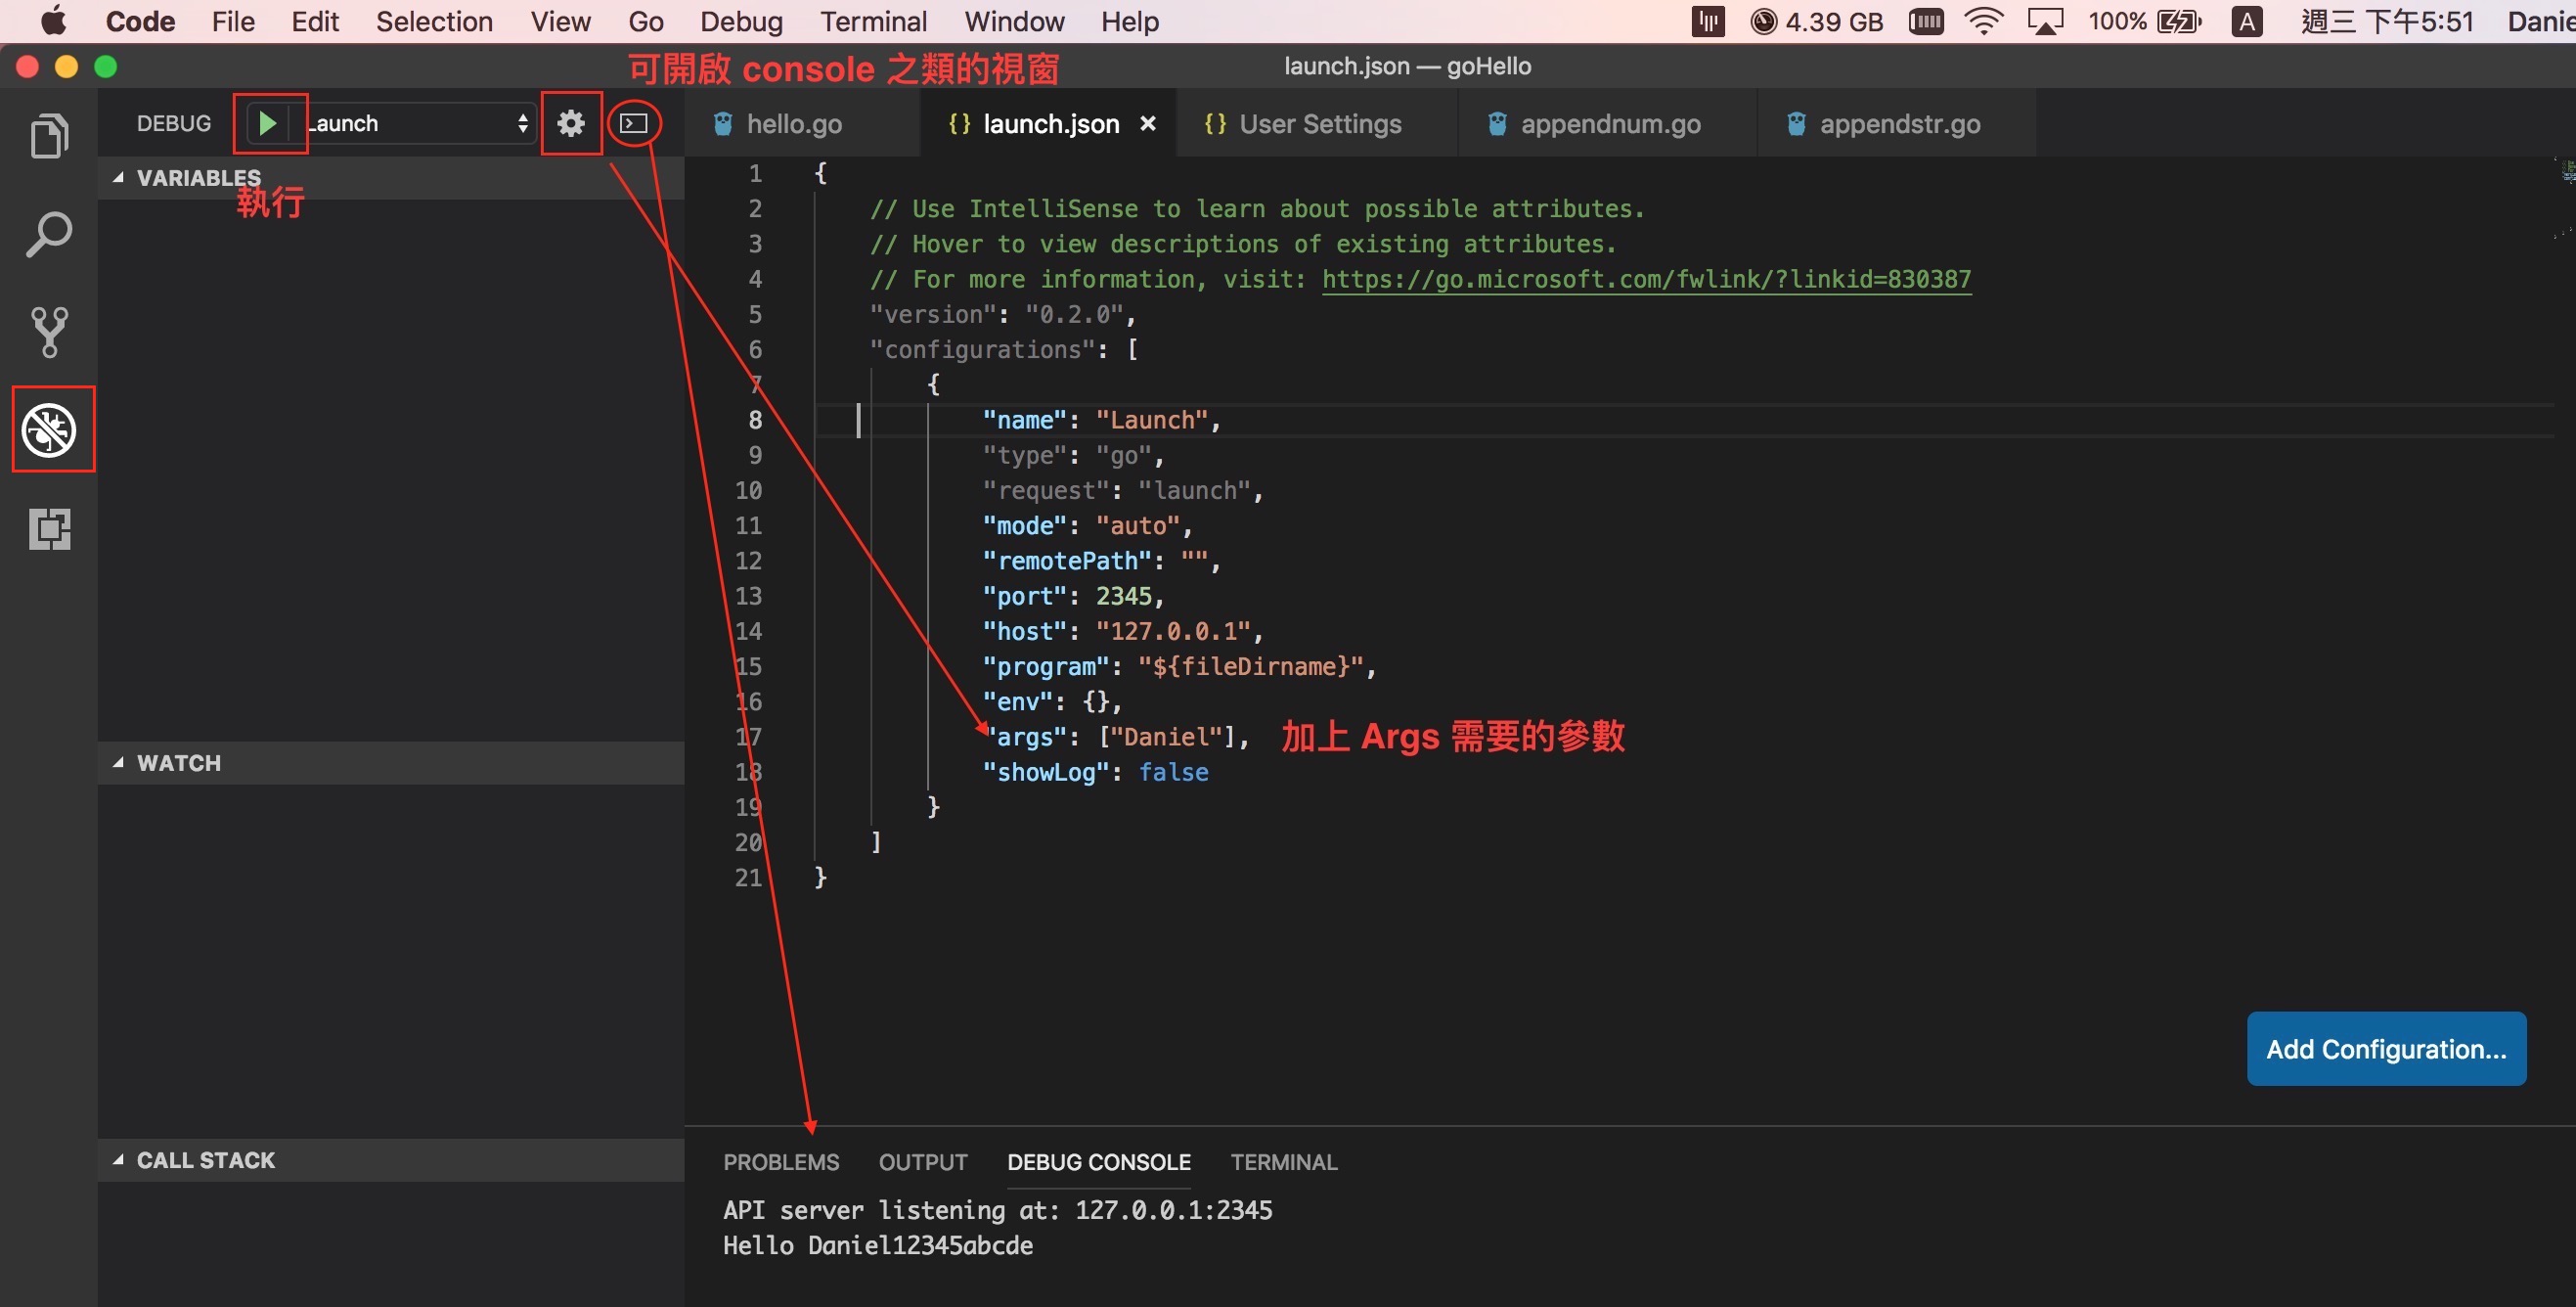 Code File Edit Selection View Go Debug Terminal Window Help 4.39 GB 100% A 週三 下午5:51
可開啟 console 之類的視窗
launch.json — goHello
DEBUG Launch
hello.go {} launch.json × {} User Settings appendnum.go appendstr.go
VARIABLES
執行
WATCH
CALL STACK
1 {
2 // Use IntelliSense to learn about possible attributes.
3 // Hover to view descriptions of existing attributes.
4 // For more information, visit: https://go.microsoft.com/fwlink/?linkid=830387
5 "version": "0.2.0",
6 "configurations": [
7 {
8 "name": "Launch",
9 "type": "go",
10 "request": "launch",
11 "mode": "auto",
12 "remotePath": "",
13 "port": 2345,
14 "host": "127.0.0.1",
15 "program": "${fileDirname}",
16 "env": {},
17 "args": ["Daniel"], 加上 Args 需要的參數
18 "showLog": false
19 }
20 ]
21 }
Add Configuration...
PROBLEMS OUTPUT DEBUG CONSOLE TERMINAL
API server listening at: 127.0.0.1:2345
Hello Daniel12345abcde